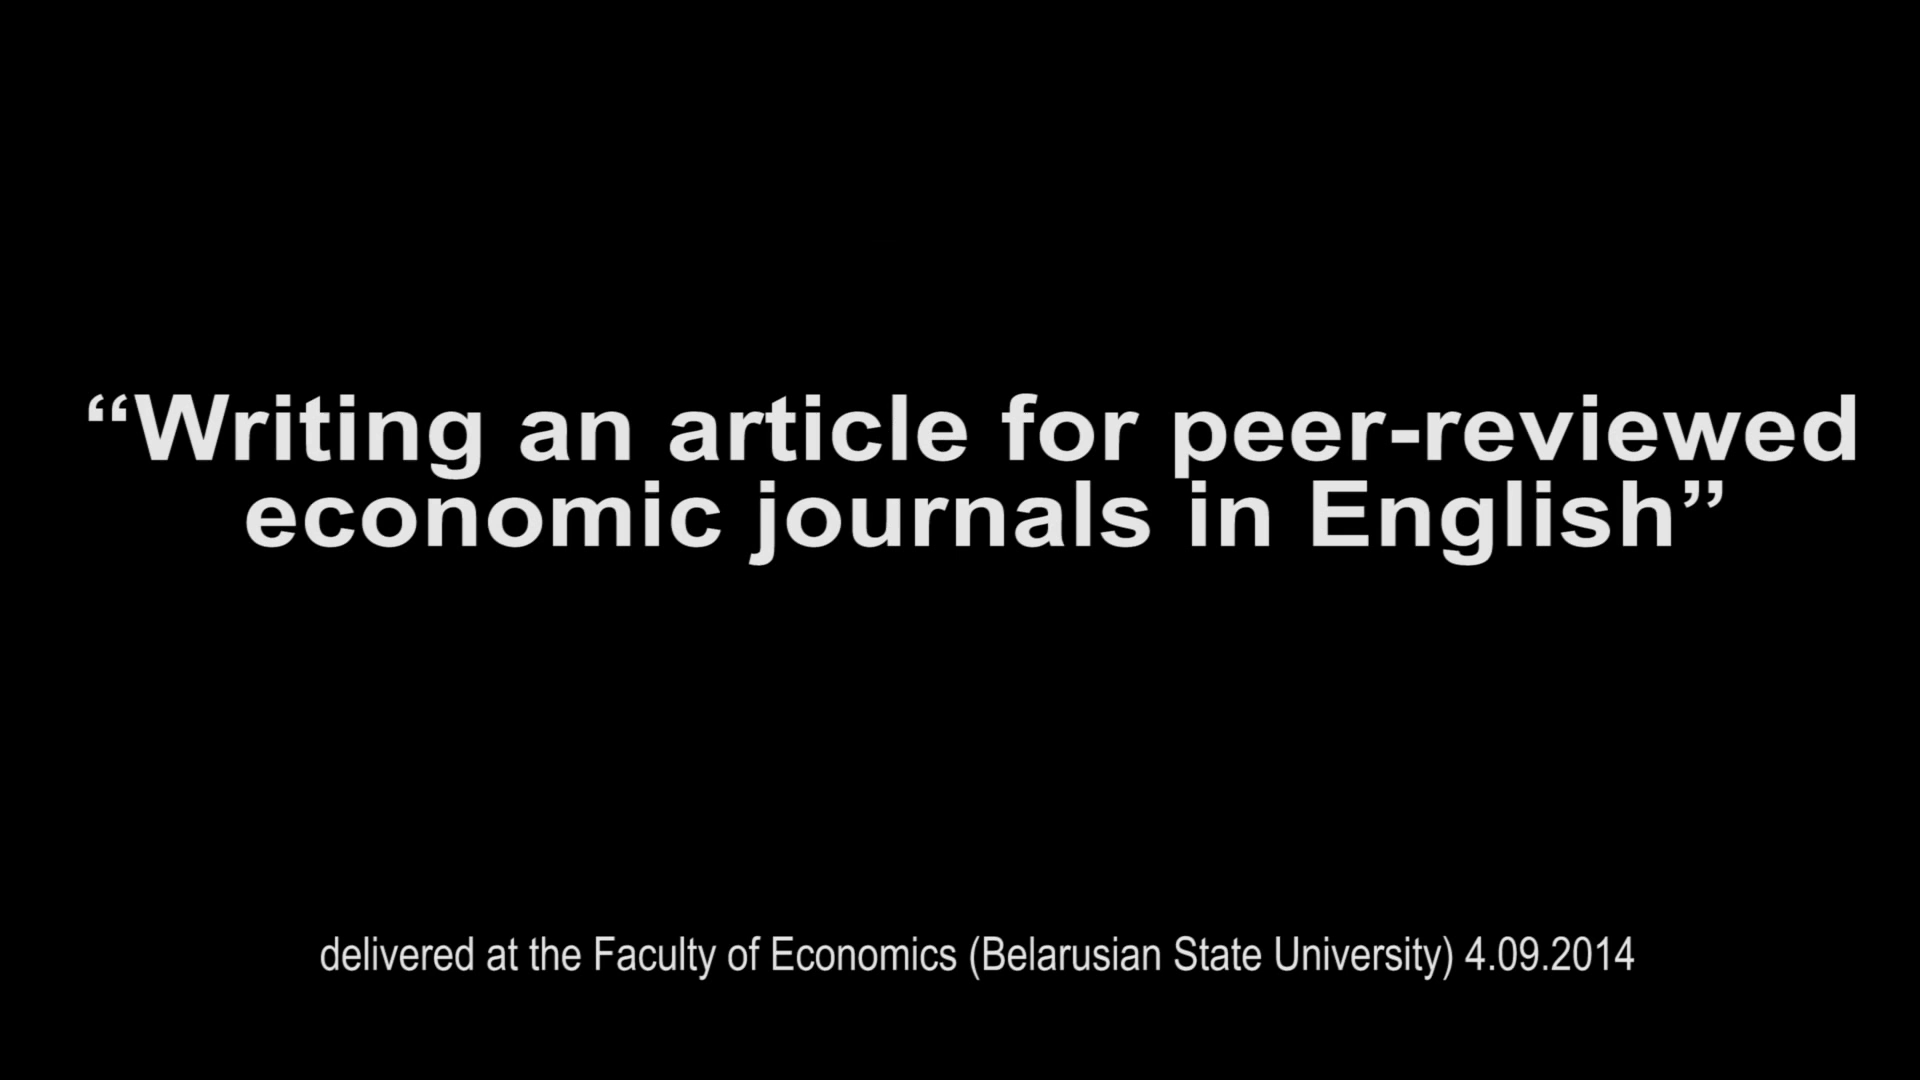 “Writing an article for peer-reviewed
economic journals in English”
delivered at the Faculty of Economics (Belarusian State University) 4.09.2014